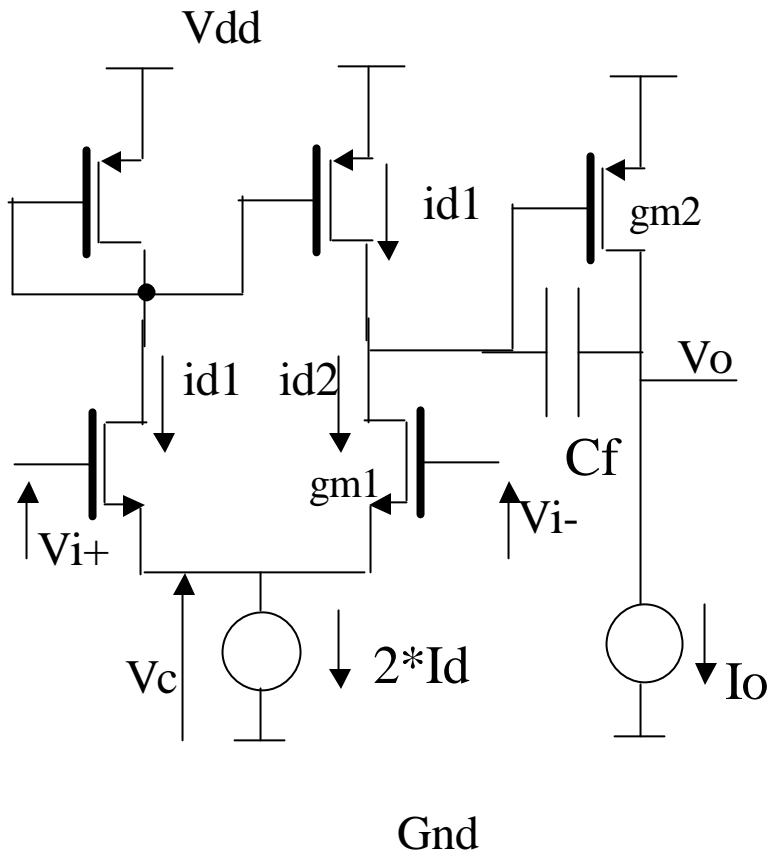 Vdd
id1
gm2
id1
id2
Vo
Cf
gm1
Vi+
Vi-
Vc
2*Id
Io
Gnd